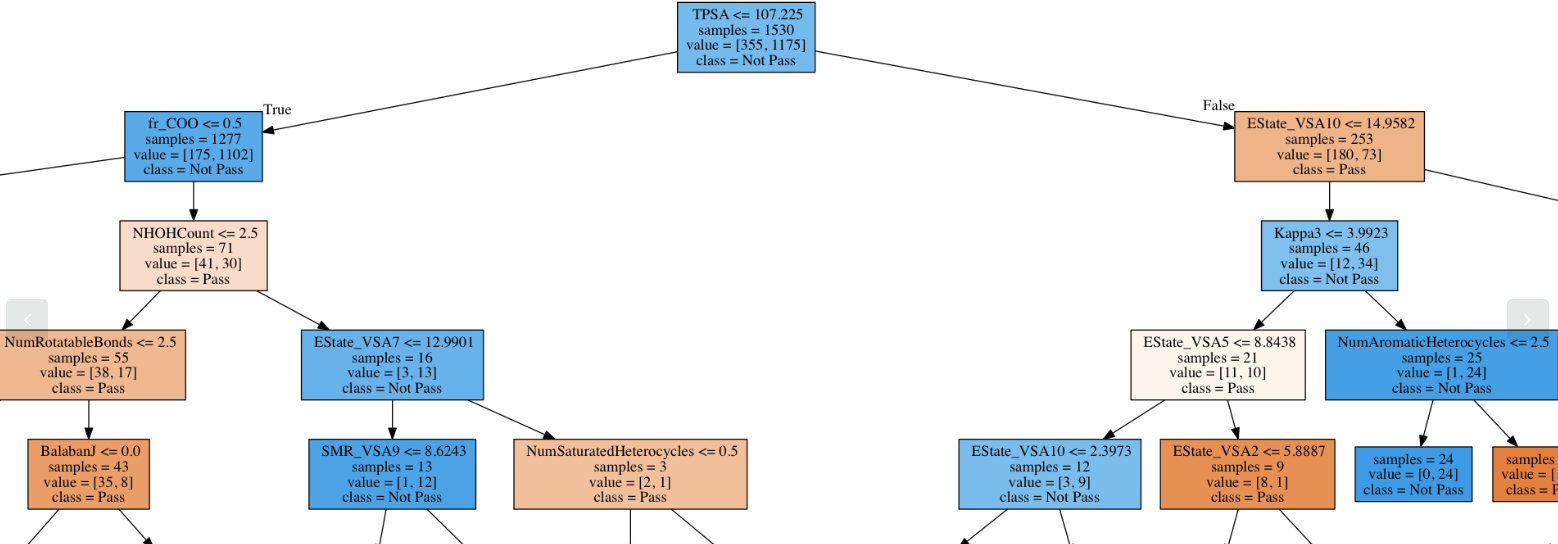 TPSA <= 107.225
samples = 1530
value = [355, 1175]
class = Not Pass
True
False
fr_COO <= 0.5
samples = 1277
value = [175, 1102]
class = Not Pass
EState_VSA10 <= 14.9582
samples = 253
value = [180, 73]
class = Pass
NHOHCount <= 2.5
samples = 71
value = [41, 30]
class = Pass
Kappa3 <= 3.9923
samples = 46
value = [12, 34]
class = Not Pass
NumRotatableBonds <= 2.5
samples = 55
value = [38, 17]
class = Pass
EState_VSA7 <= 12.9901
samples = 16
value = [3, 13]
class = Not Pass
EState_VSA5 <= 8.8438
samples = 21
value = [11, 10]
class = Pass
NumAromaticHeterocycles <= 2.5
samples = 25
value = [1, 24]
class = Not Pass
BalabanJ <= 0.0
samples = 43
value = [35, 8]
class = Pass
SMR_VSA9 <= 8.6243
samples = 13
value = [1, 12]
class = Not Pass
NumSaturatedHeterocycles <= 0.5
samples = 3
value = [2, 1]
class = Pass
EState_VSA10 <= 2.3973
samples = 12
value = [3, 9]
class = Not Pass
EState_VSA2 <= 5.8887
samples = 9
value = [8, 1]
class = Pass
samples = 24
value = [0, 24]
class = Not Pass
samples
value = [
class =